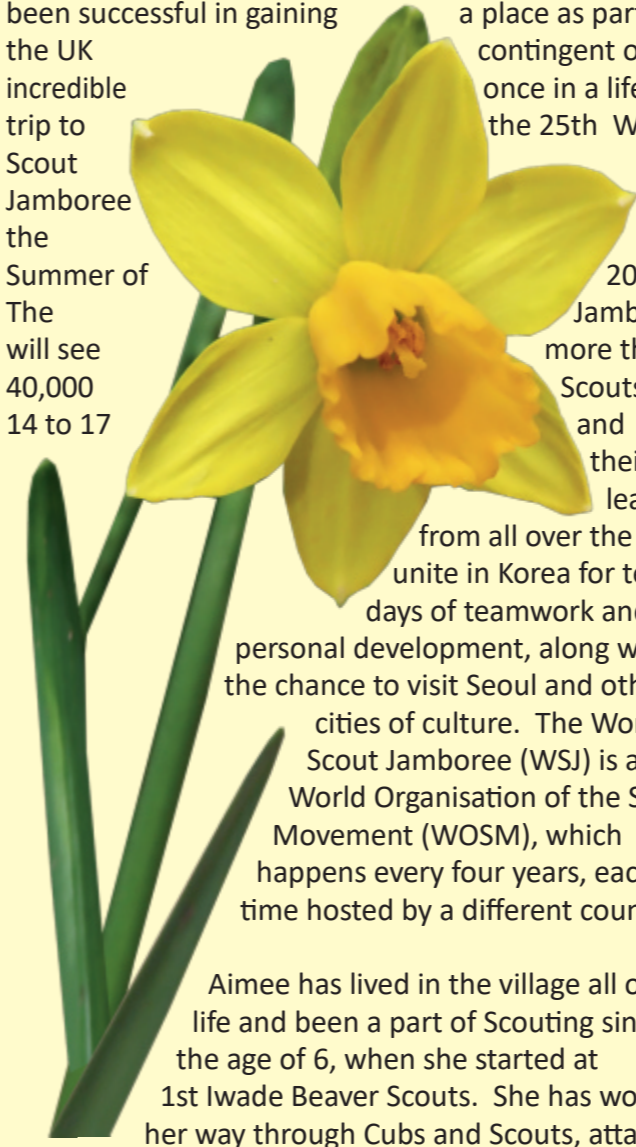 been successful in gaining a place as par
the UK contingent o
incredible once in a life
trip to the 25th W
Scout
Jamboree
the
Summer of 20
The Jamb
will see more th
40,000 Scouts
14 to 17 and
thei
lea
from all over the
unite in Korea for te
days of teamwork and
personal development, along w
the chance to visit Seoul and oth
cities of culture. The Wor
Scout Jamboree (WSJ) is a
World Organisation of the S
Movement (WOSM), which
happens every four years, eac
time hosted by a different coun
Aimee has lived in the village all o
life and been a part of Scouting sin
the age of 6, when she started at
1st Iwade Beaver Scouts. She has wo
her way through Cubs and Scouts, atta